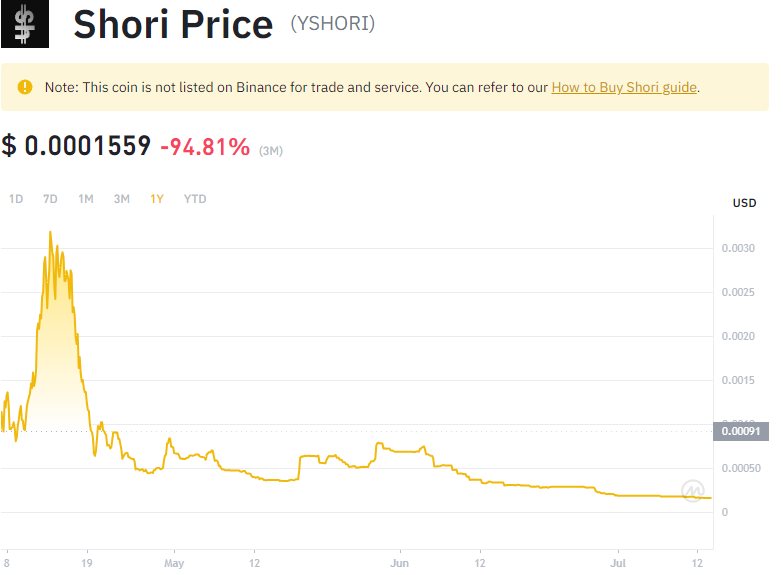 Shori Price (YSHORI)
Note: This coin is not listed on Binance for trade and service. You can refer to our How to Buy Shori guide.
$ 0.0001559 -94.81% (3M)
1D 7D 1M 3M 1Y YTD
USD
0.0030
0.0025
0.0020
0.0015
0.00091
0.00050
0
8 19 May 12 Jun 12 Jul 12